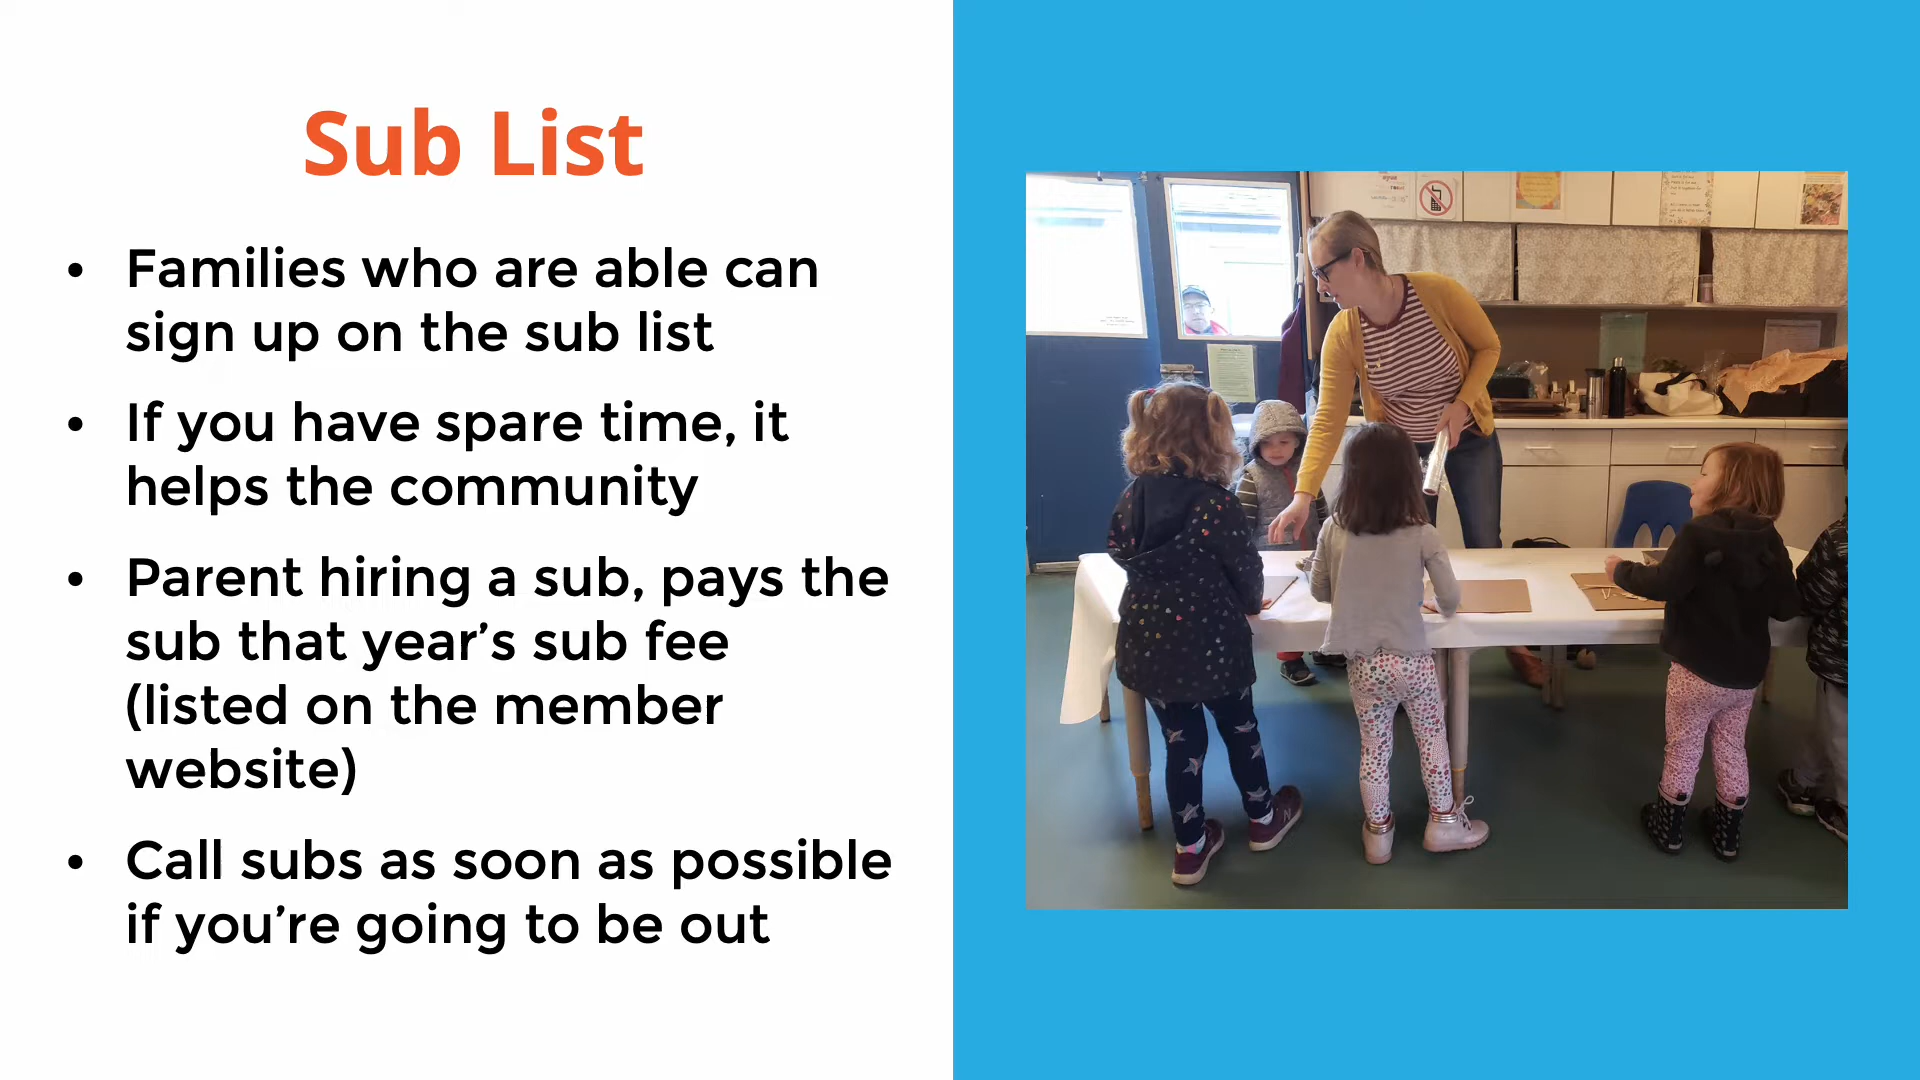 Sub List
• Families who are able can
sign up on the sub list
• If you have spare time, it
helps the community
• Parent hiring a sub, pays the
sub that year’s sub fee
(listed on the member
website)
• Call subs as soon as possible
if you’re going to be out